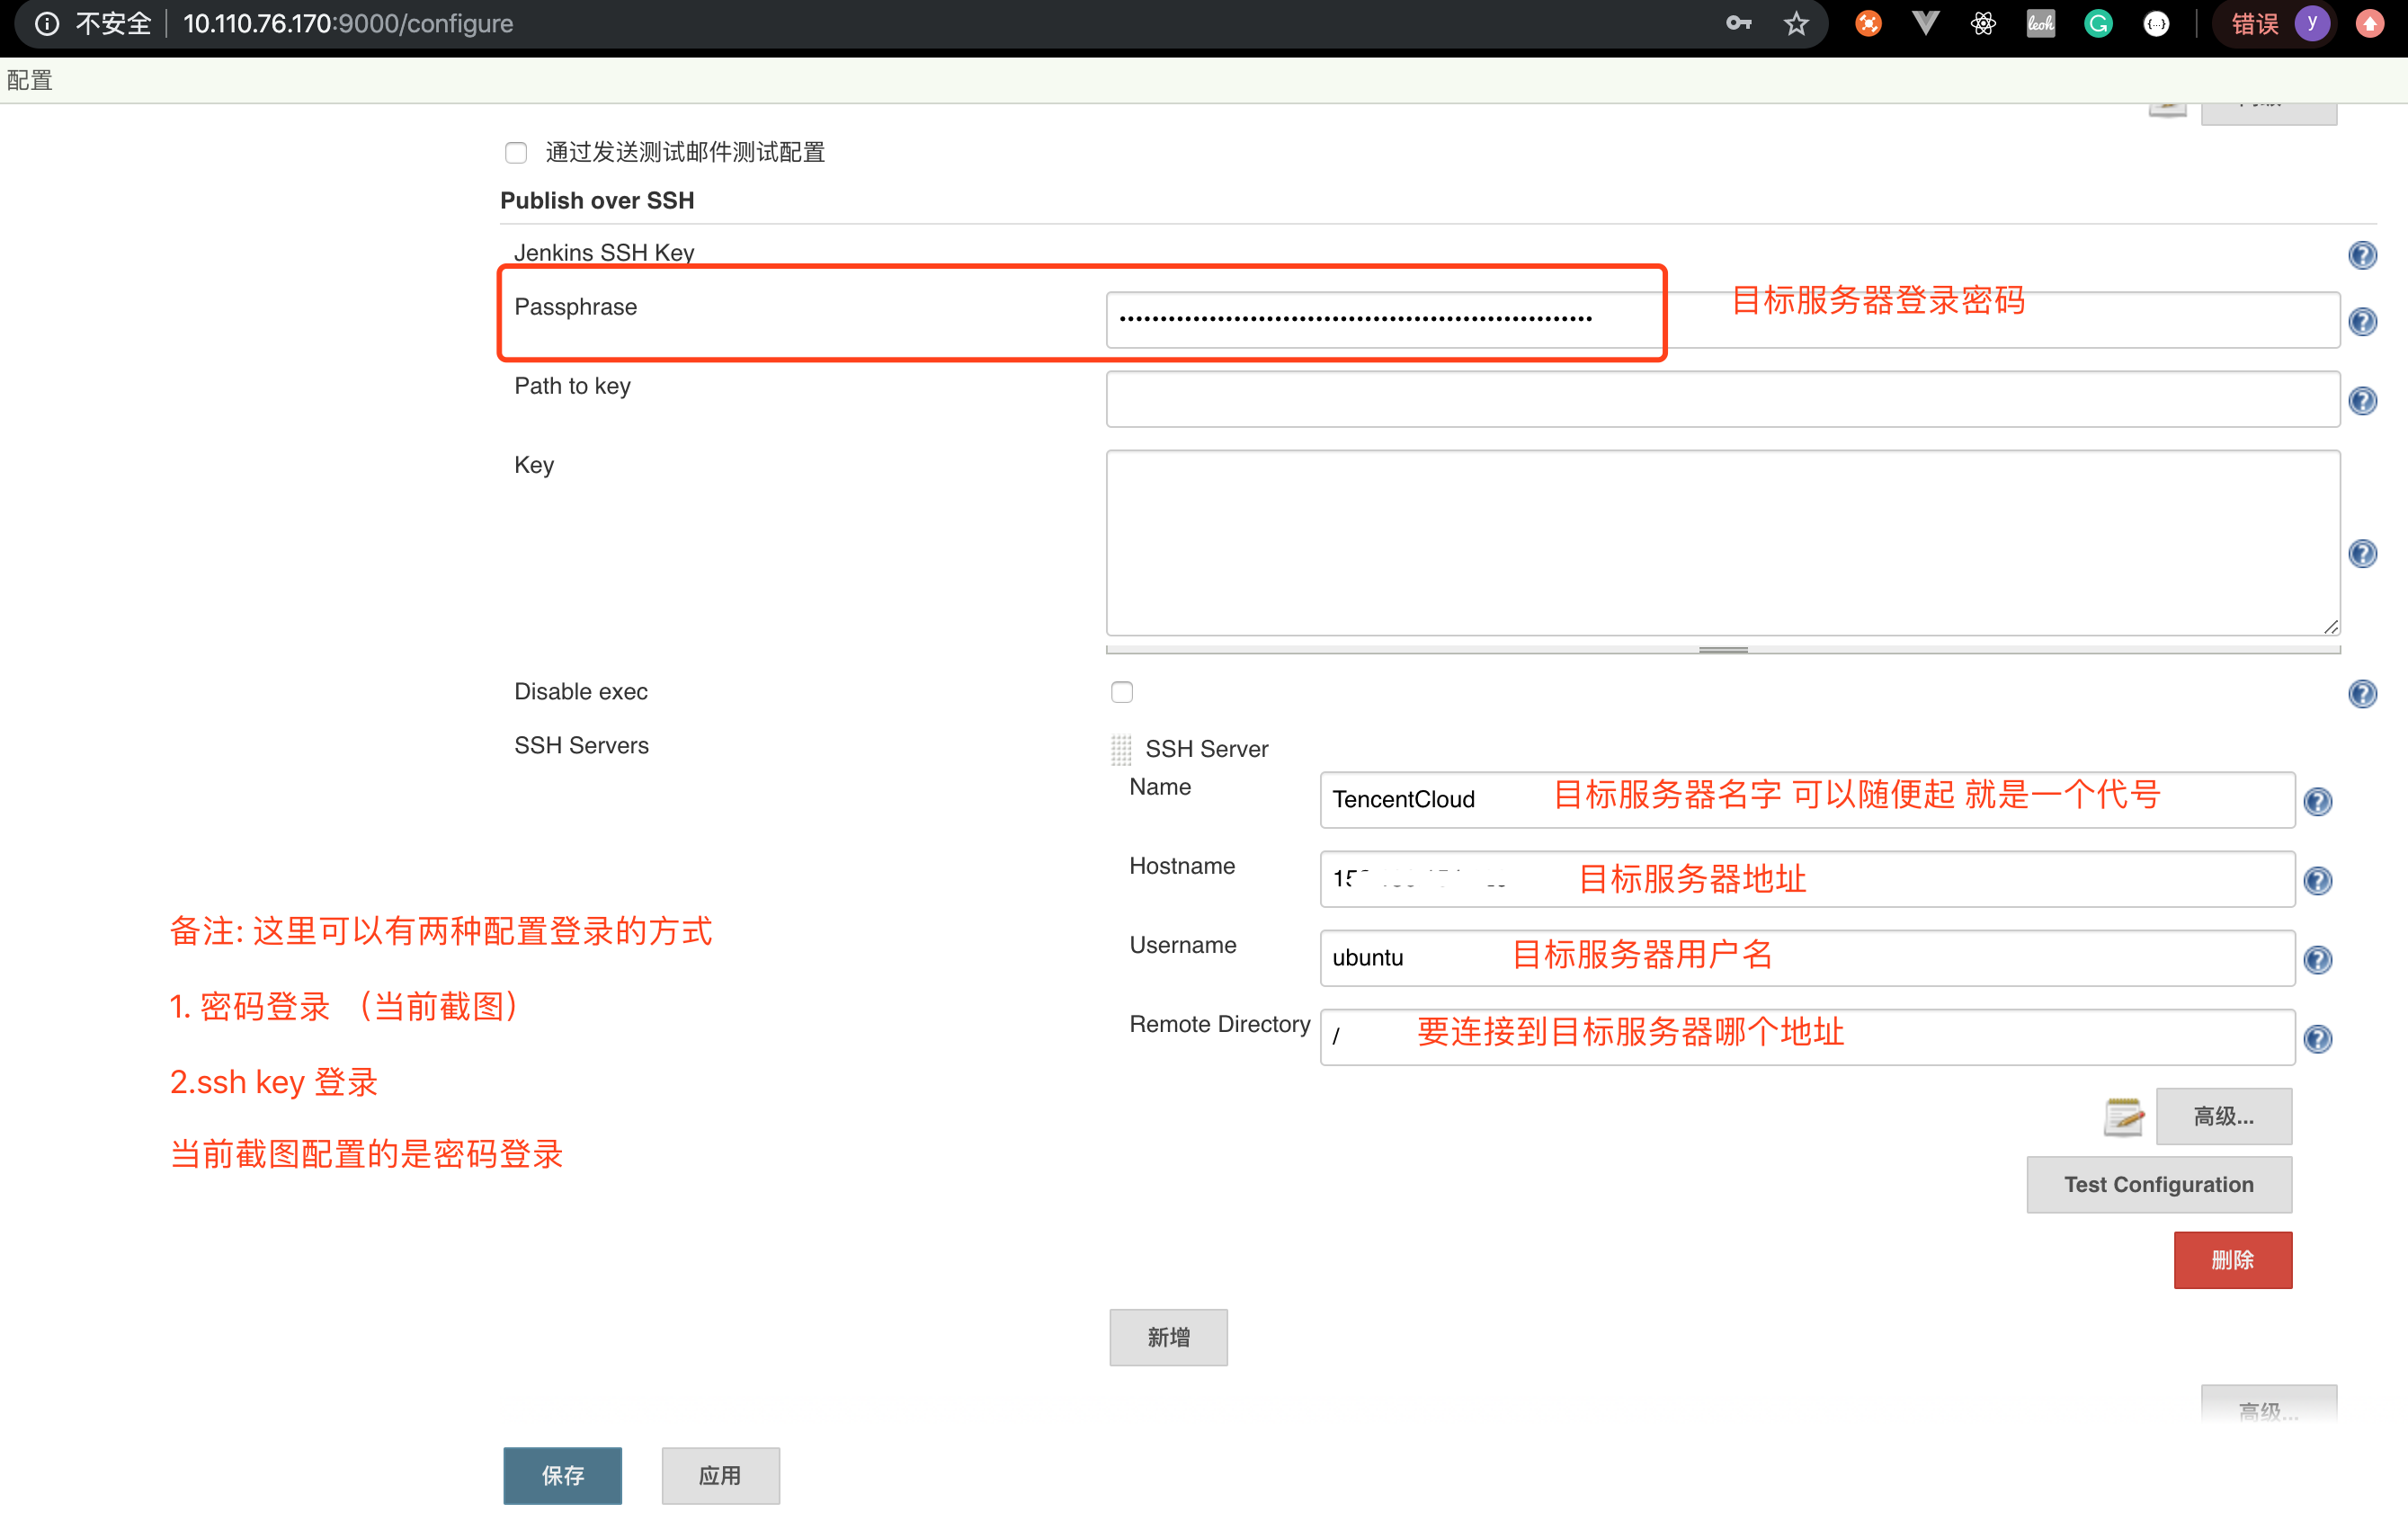 不安全 10.110.76.170:9000/configure
错误 y
配置
通过发送测试邮件测试配置
Publish over SSH
Jenkins SSH Key
Passphrase
目标服务器登录密码
Path to key
Key
Disable exec
SSH Servers
SSH Server
Name
TencentCloud 目标服务器名字 可以随便起 就是一个代号
Hostname
目标服务器地址
Username
ubuntu 目标服务器用户名
Remote Directory
/ 要连接到目标服务器哪个地址
备注: 这里可以有两种配置登录的方式
1. 密码登录 （当前截图）
2.ssh key 登录
当前截图配置的是密码登录
高级...
Test Configuration
删除
新增
高级...
保存 应用